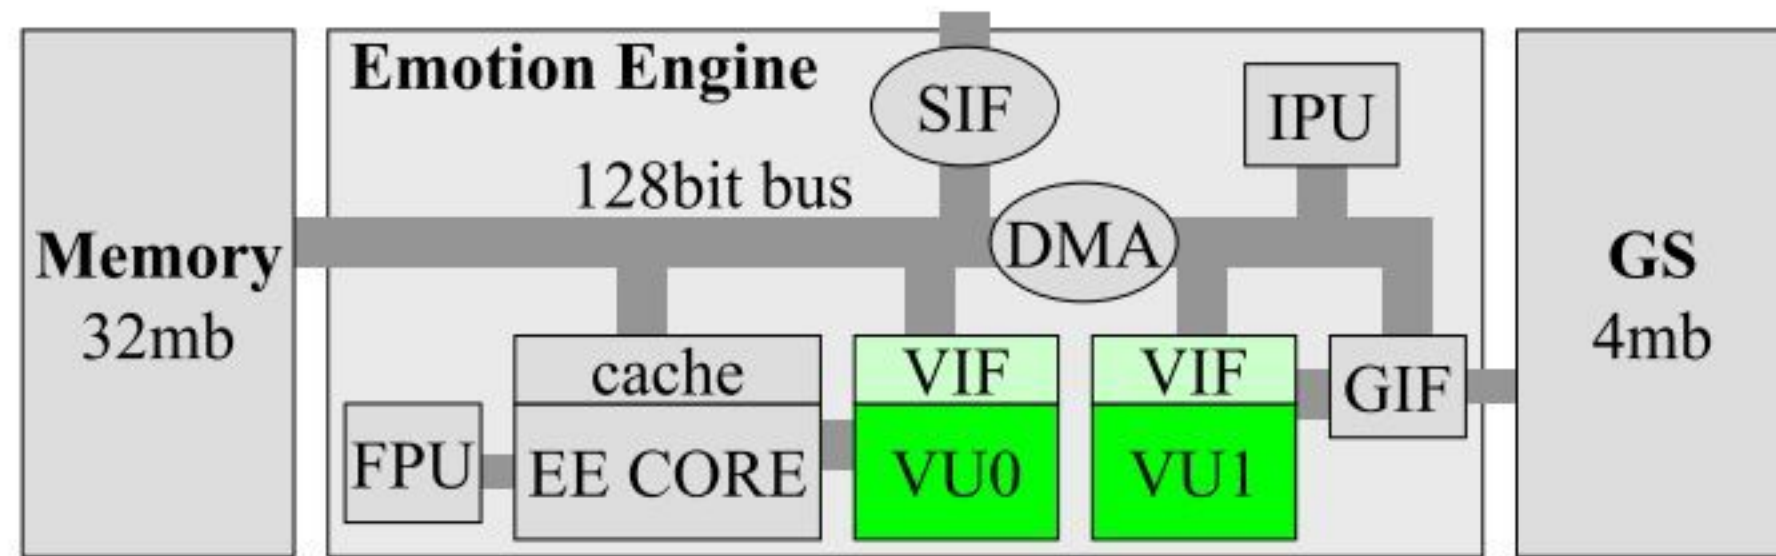 Emotion Engine
SIF
IPU
128bit bus
DMA
Memory
32mb
GS
4mb
cache
VIF
VIF
GIF
FPU
EE CORE
VU0
VU1